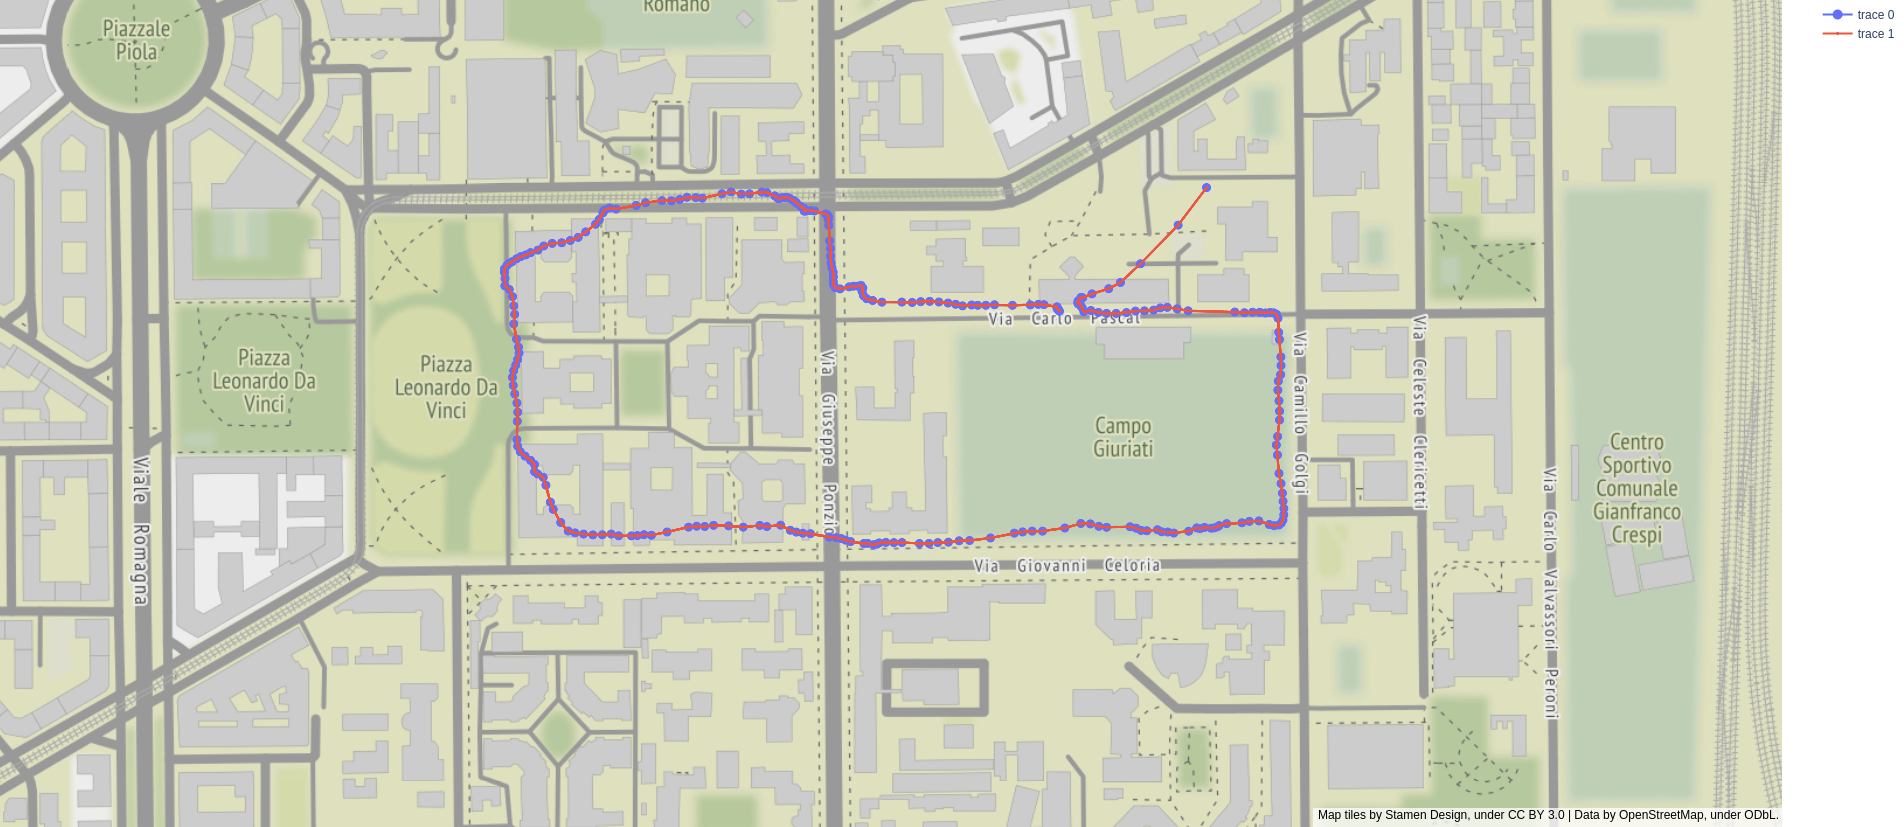 Piazzale
Piola
Romano
trace 0
trace 1
Via Carlo Pascal
Piazza
Leonardo Da
Vinci
Piazza
Leonardo Da
Vinci
Via Giuseppe Ponzio
Via Camillo Golgi
Via Celeste Clericetti
Campo
Giuriati
Centro
Sportivo
Comunale
Gianfranco
Crespi
Viale Romagna
Via Carlo Valvassori Peroni
Via Giovanni Celoria
Map tiles by Stamen Design, under CC BY 3.0 | Data by OpenStreetMap, under ODbL.